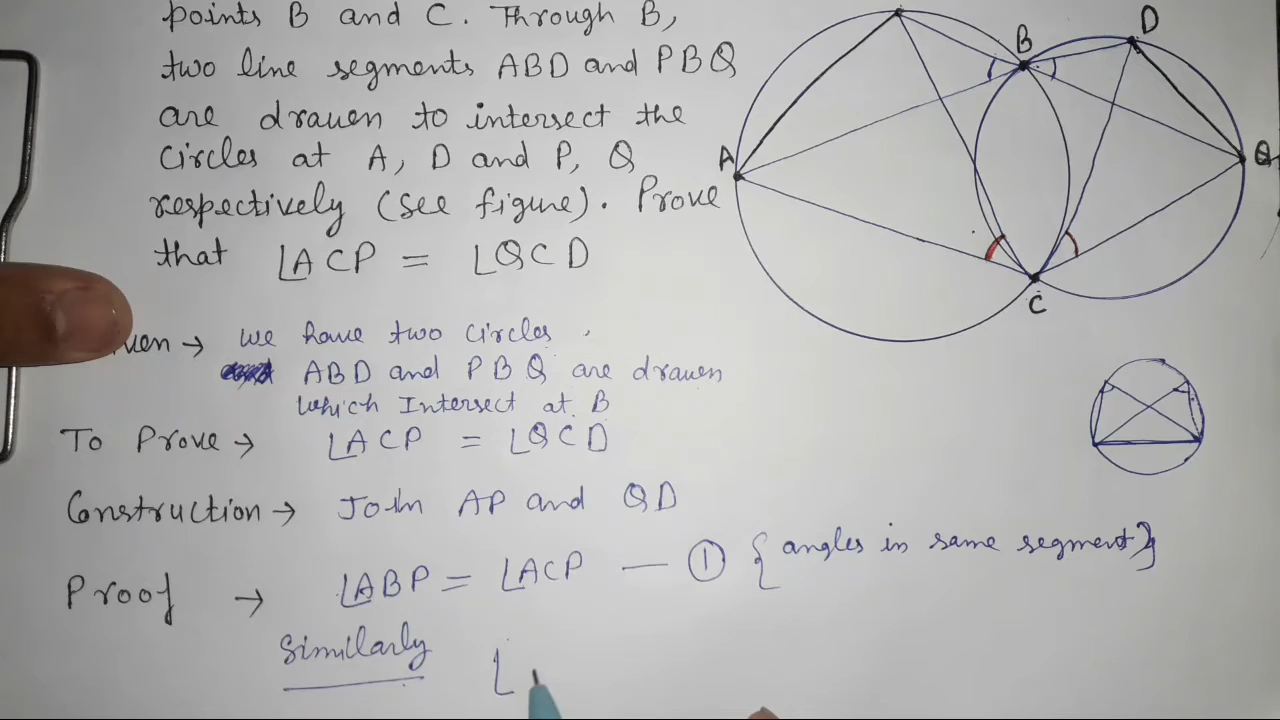 points B and C. Through B,
two line segments ABD and PBQ
are drawn to intersect the
circles at A, D and P, Q
respectively (see figure). Prove
that ∠ACP = ∠QCD
ven → We have two circles.
ABD and PBQ are drawn
which Intersect at B
To Prove → ∠ACP = ∠QCD
Construction → Join AP and QD
Proof → ∠ABP = ∠ACP — ① {angles in same segment}
Similarly ∠
A
B
D
Q
C